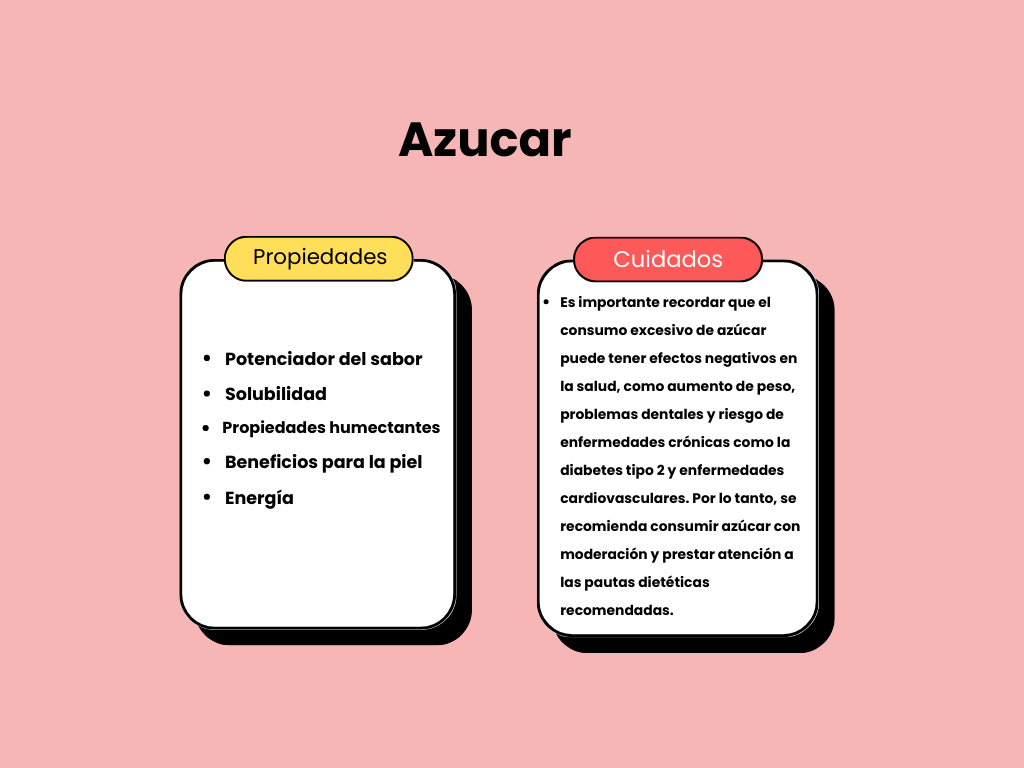 Azucar
Propiedades
• Potenciador del sabor
• Solubilidad
• Propiedades humectantes
• Beneficios para la piel
• Energía
Cuidados
• Es importante recordar que el
consumo excesivo de azúcar
puede tener efectos negativos en
la salud, como aumento de peso,
problemas dentales y riesgo de
enfermedades crónicas como la
diabetes tipo 2 y enfermedades
cardiovasculares. Por lo tanto, se
recomienda consumir azúcar con
moderación y prestar atención a
las pautas dietéticas
recomendadas.